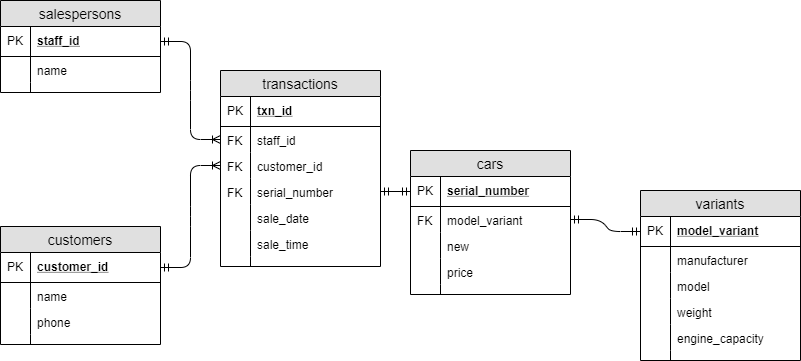 salespersons
PK staff_id
name
transactions
PK txn_id
FK staff_id
FK customer_id
FK serial_number
sale_date
sale_time
customers
PK customer_id
name
phone
cars
PK serial_number
FK model_variant
new
price
variants
PK model_variant
manufacturer
model
weight
engine_capacity